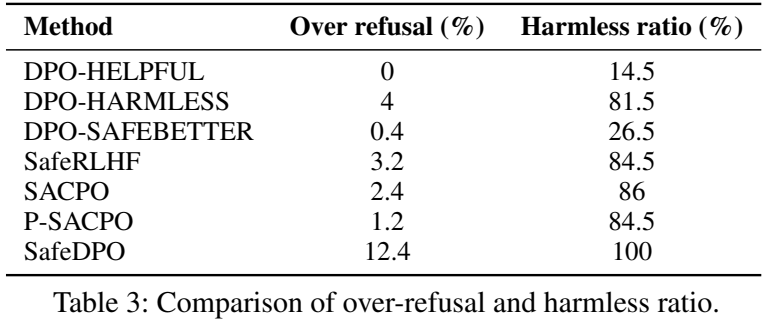 Method Over refusal (%) Harmless ratio (%)
DPO-HELPFUL 0 14.5
DPO-HARMLESS 4 81.5
DPO-SAFEBETTER 0.4 26.5
SafeRLHF 3.2 84.5
SACPO 2.4 86
P-SACPO 1.2 84.5
SafeDPO 12.4 100
Table 3: Comparison of over-refusal and harmless ratio.